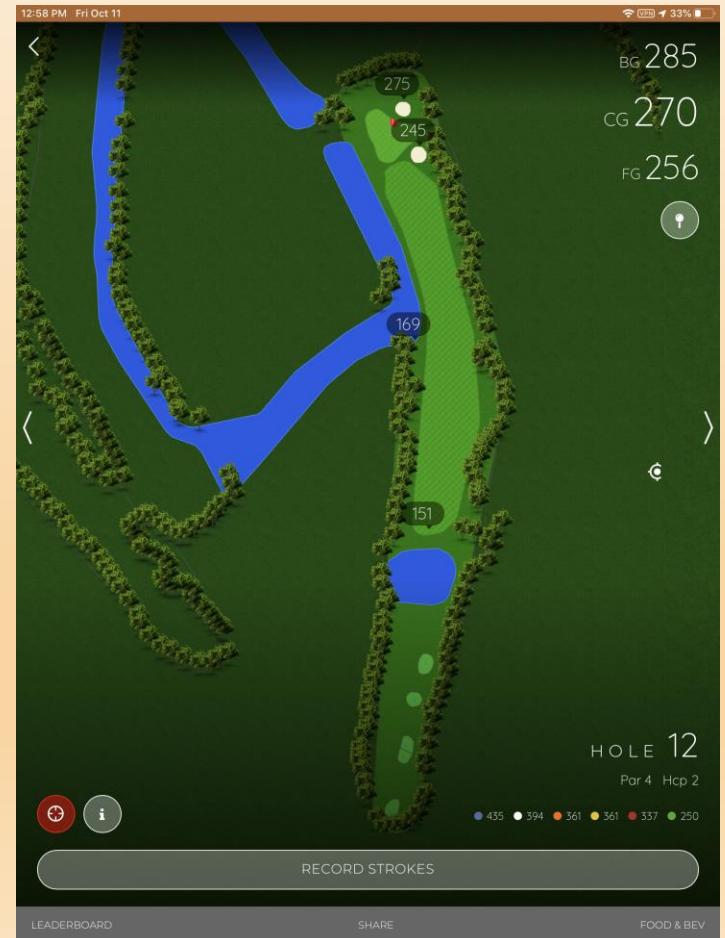 12:58 PM Fri Oct 11
VPN 33%
BG 285
CG 270
FG 256
275
245
169
151
HOLE 12
Par 4 Hcp 2
435 394 361 361 337 250
i
RECORD STROKES
LEADERBOARD SHARE FOOD & BEV